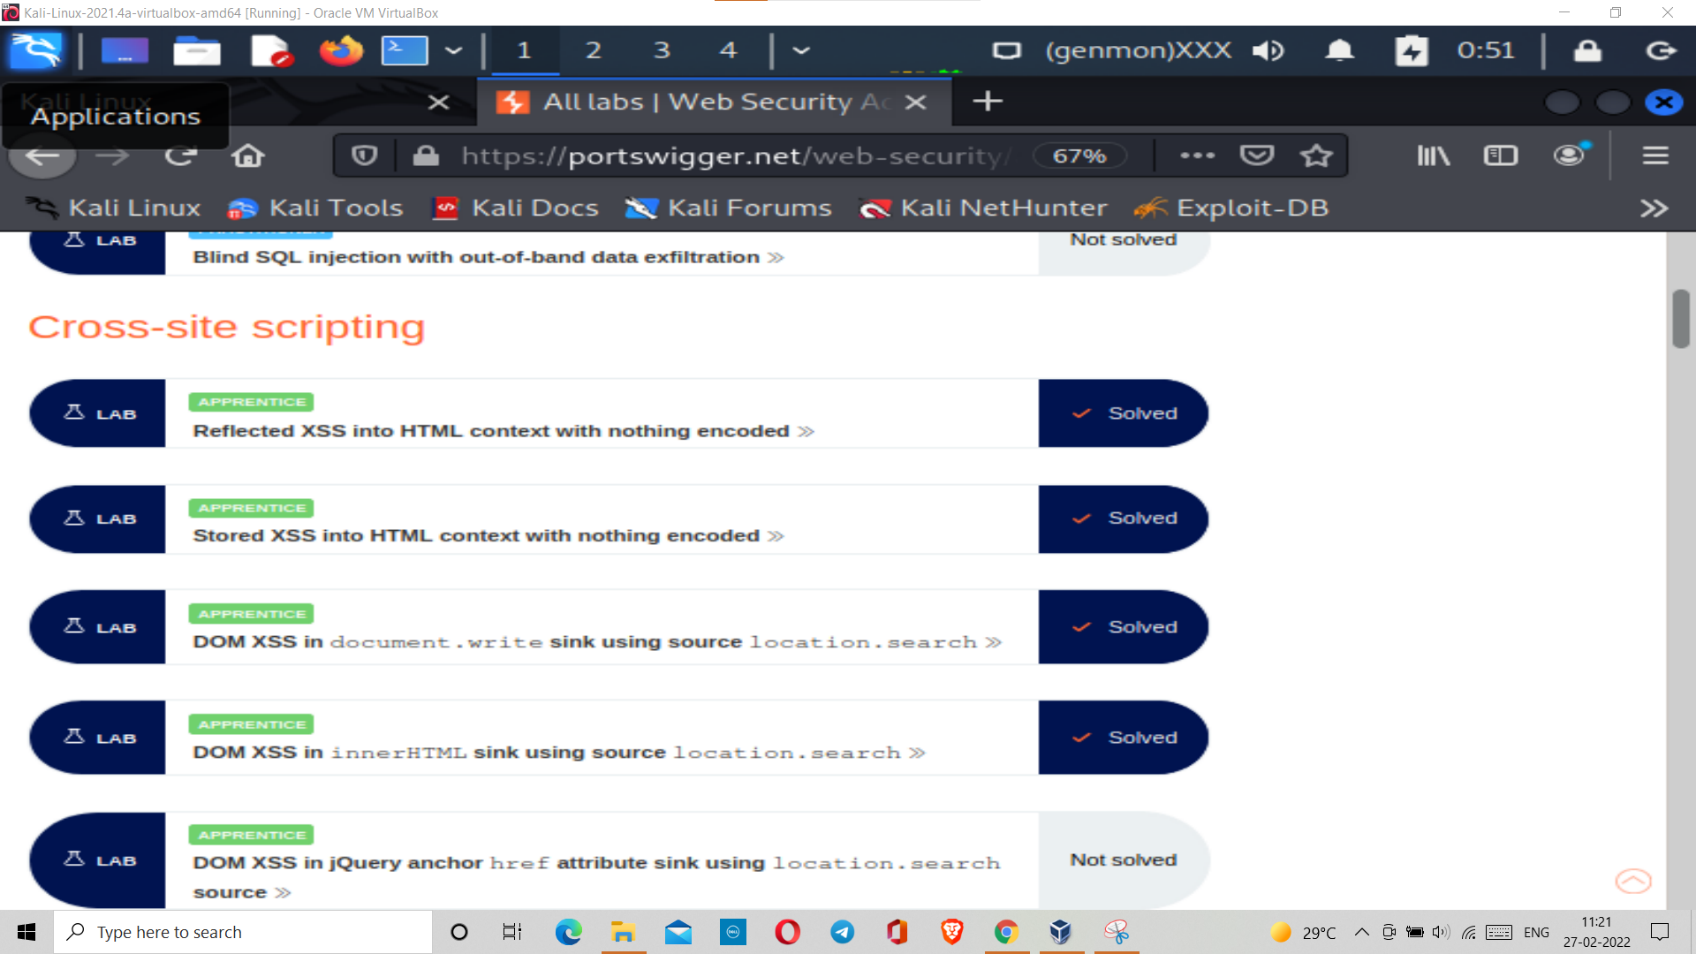 Kali-Linux-2021.4a-virtualbox-amd64 [Running] - Oracle VM VirtualBox
1 2 3 4 (genmon)XXX 0:51
Kali Linux
All labs | Web Security Ac
Applications
https://portswigger.net/web-security/ 67%
Kali Linux Kali Tools Kali Docs Kali Forums Kali NetHunter Exploit-DB
LAB Not solved
Blind SQL injection with out-of-band data exfiltration
Cross-site scripting
APPRENTICE
LAB Solved
Reflected XSS into HTML context with nothing encoded
APPRENTICE
LAB Solved
Stored XSS into HTML context with nothing encoded
APPRENTICE
LAB Solved
DOM XSS in document.write sink using source location.search
APPRENTICE
LAB Solved
DOM XSS in innerHTML sink using source location.search
APPRENTICE
LAB Not solved
DOM XSS in jQuery anchor href attribute sink using location.search
source
Type here to search
29°C ENG
11:21
27-02-2022